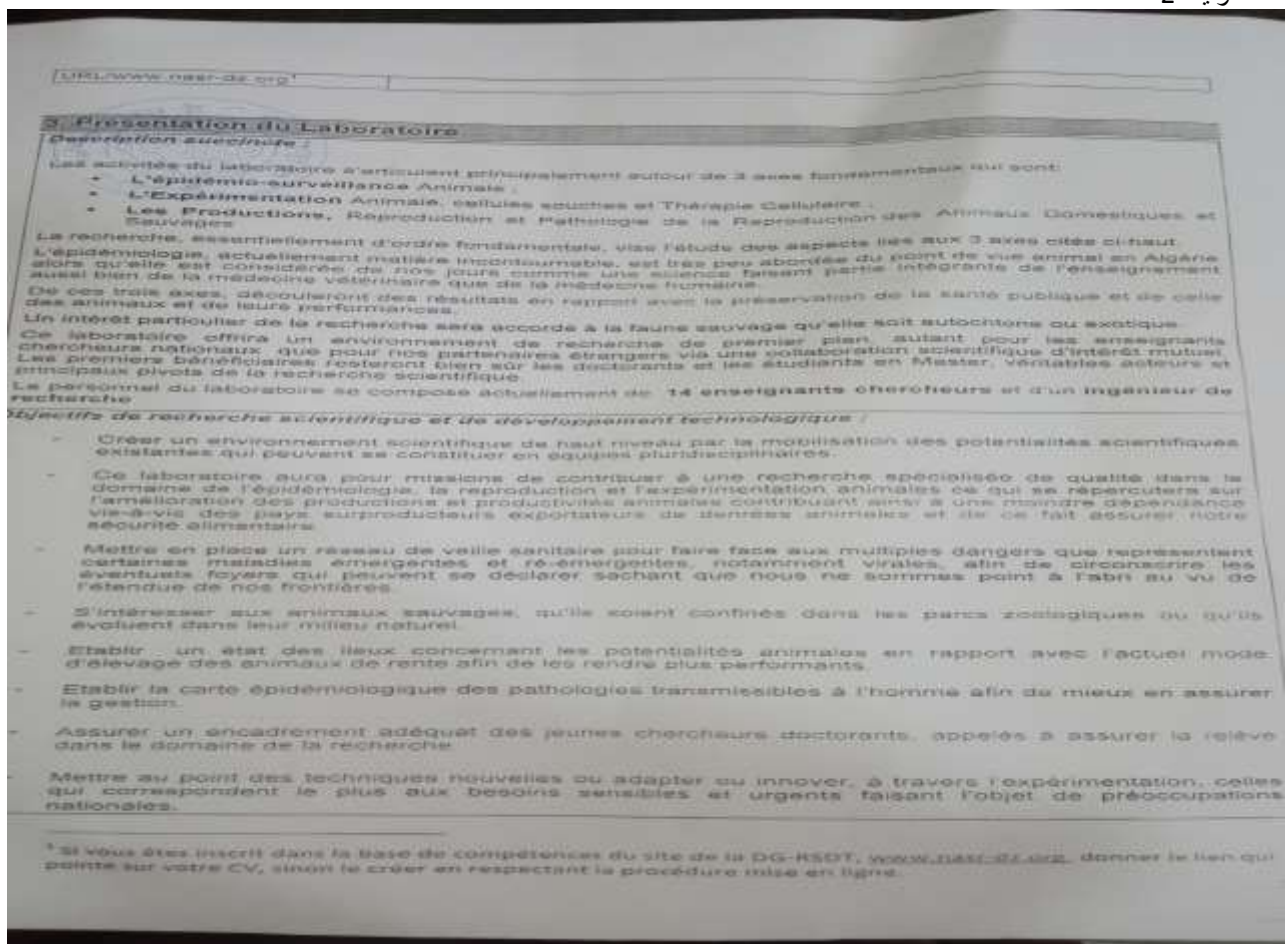 URL/www.nasr-dz.org¹
3. Présentation du Laboratoire
Description succincte :
Les activités du laboratoire s'articulent principalement autour de 3 axes fondamentaux qui sont:
• L'épidémio-surveillance Animale ;
• L'Expérimentation Animale, cellules souches et Thérapie Cellulaire ;
• Les Productions, Reproduction et Pathologie de la Reproduction des Animaux Domestiques et
Sauvages
La recherche, essentiellement d'ordre fondamentale, vise l'étude des aspects liés aux 3 axes cités ci-haut.
L'épidémiologie, actuellement matière incontournable, est très peu abordée du point de vue animal en Algérie
alors qu'elle est considérée de nos jours comme une science faisant partie intégrante de l'enseignement
aussi bien de la médecine vétérinaire que de la médecine humaine.
De ces trois axes, découleront des résultats en rapport avec la préservation de la santé publique et de celle
des animaux et de leurs performances.
Un intérêt particulier de la recherche sera accordé à la faune sauvage qu'elle soit autochtone ou exotique.
Ce laboratoire offrira un environnement de recherche de premier plan, autant pour les enseignants
chercheurs nationaux que pour nos partenaires étrangers via une collaboration scientifique d'intérêt mutuel.
Les premiers bénéficiaires resteront bien sûr les doctorants et les étudiants en Master, véritables acteurs et
principaux pivots de la recherche scientifique.
Le personnel du laboratoire se compose actuellement de 14 enseignants chercheurs et d'un ingénieur de
recherche
Objectifs de recherche scientifique et de développement technologique :
- Créer un environnement scientifique de haut niveau par la mobilisation des potentialités scientifiques
existantes qui peuvent se constituer en équipes pluridisciplinaires.
- Ce laboratoire aura pour missions de contribuer à une recherche spécialisée de qualité dans le
domaine de l'épidémiologie, la reproduction et l'expérimentation animales ce qui se répercutera sur
l'amélioration des productions et productivités animales contribuant ainsi à une moindre dépendance
vis-à-vis des pays surproducteurs exportateurs de denrées animales et de ce fait assurer notre
sécurité alimentaire.
- Mettre en place un réseau de veille sanitaire pour faire face aux multiples dangers que représentent
certaines maladies émergentes et ré-émergentes, notamment virales, afin de circonscrire les
éventuels foyers qui peuvent se déclarer sachant que nous ne sommes point à l'abri au vu de
l'étendue de nos frontières.
- S'intéresser aux animaux sauvages, qu'ils soient confinés dans les parcs zoologiques ou qu'ils
évoluent dans leur milieu naturel.
- Etablir un état des lieux concernant les potentialités animales en rapport avec l'actuel mode
d'élevage des animaux de rente afin de les rendre plus performants.
- Etablir la carte épidémiologique des pathologies transmissibles à l'homme afin de mieux en assurer
la gestion.
- Assurer un encadrement adéquat des jeunes chercheurs doctorants, appelés à assurer la relève
dans le domaine de la recherche.
- Mettre au point des techniques nouvelles ou adapter ou innover, à travers l'expérimentation, celles
qui correspondent le plus aux besoins sensibles et urgents faisant l'objet de préoccupations
nationales.
¹ Si vous êtes inscrit dans la base de compétences du site de la DG-RSDT, www.nasr-dz.org, donner le lien qui
pointe sur votre CV, sinon le créer en respectant la procédure mise en ligne.